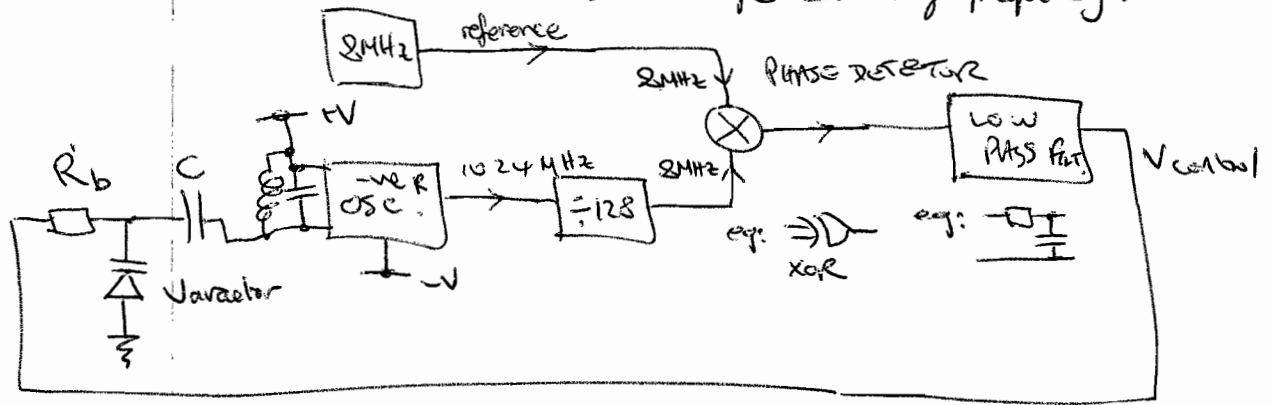 8MHz
reference
8MHz
PHASE DETECTOR
LOW
PASS FILT.
Vcontrol
+V
R'b
C
-ve R
OSC.
1024 MHz
÷128
8MHz
eg:
XOR
eg:
-V
Varactor